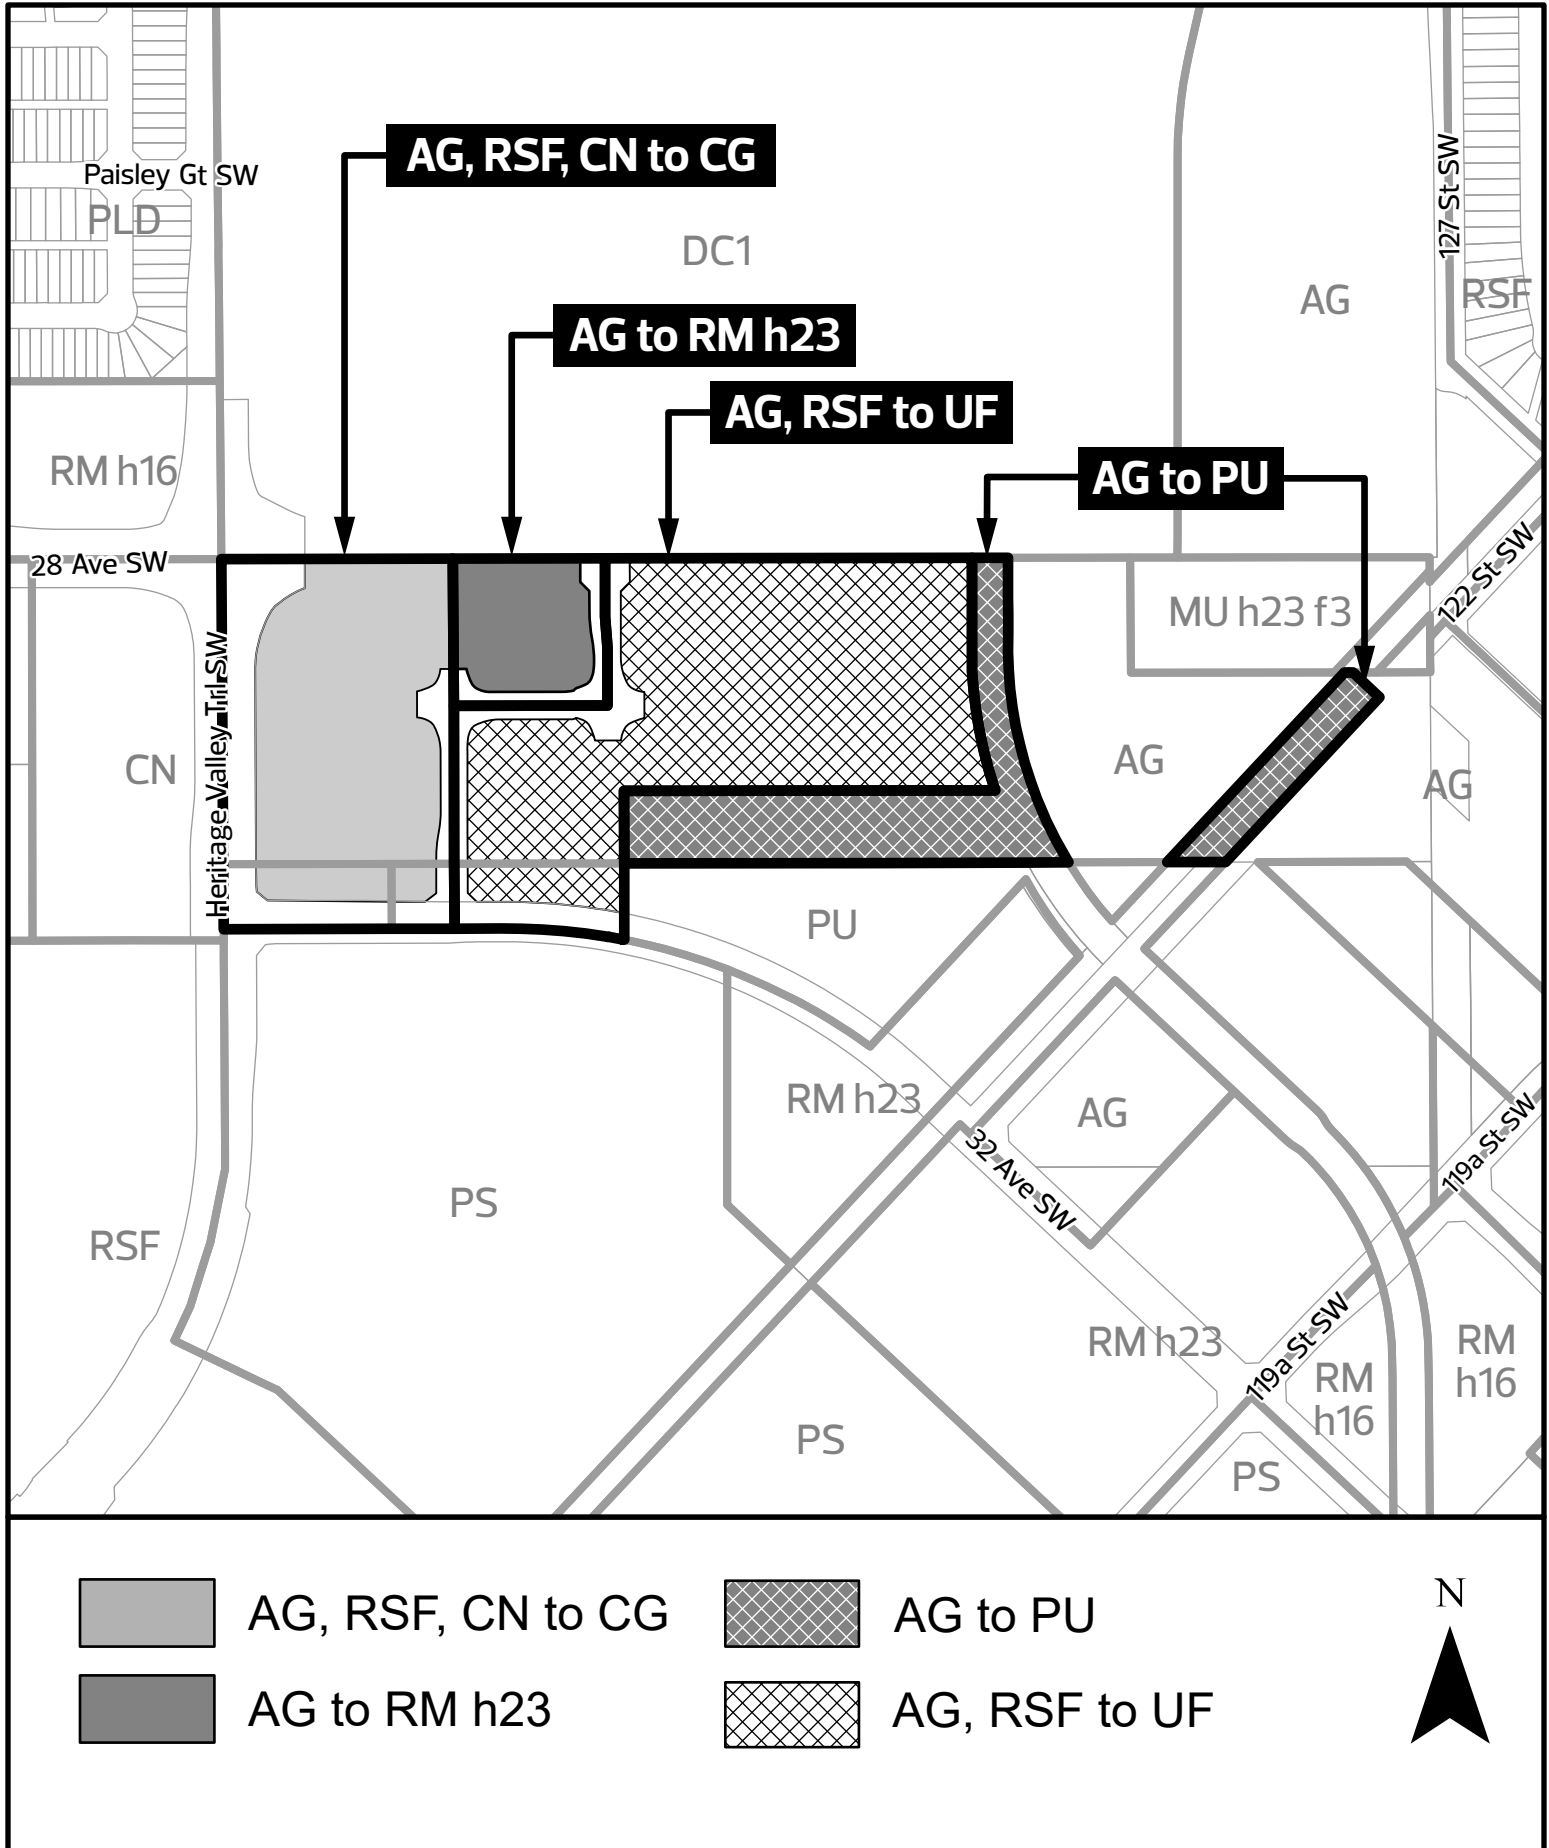 AG, RSF, CN to CG
Paisley Gt SW
PLD
127 St SW
DC1
AG
RSF
AG to RM h23
AG, RSF to UF
RM h16
AG to PU
28 Ave SW
122 St SW
MU h23 f3
Heritage Valley Trl SW
CN
AG
AG
PU
RM h23
AG
119a St SW
32 Ave SW
PS
RSF
RM h23
119a St SW
RM
h16
RM
h16
PS
PS
AG, RSF, CN to CG
AG to PU
N
AG to RM h23
AG, RSF to UF